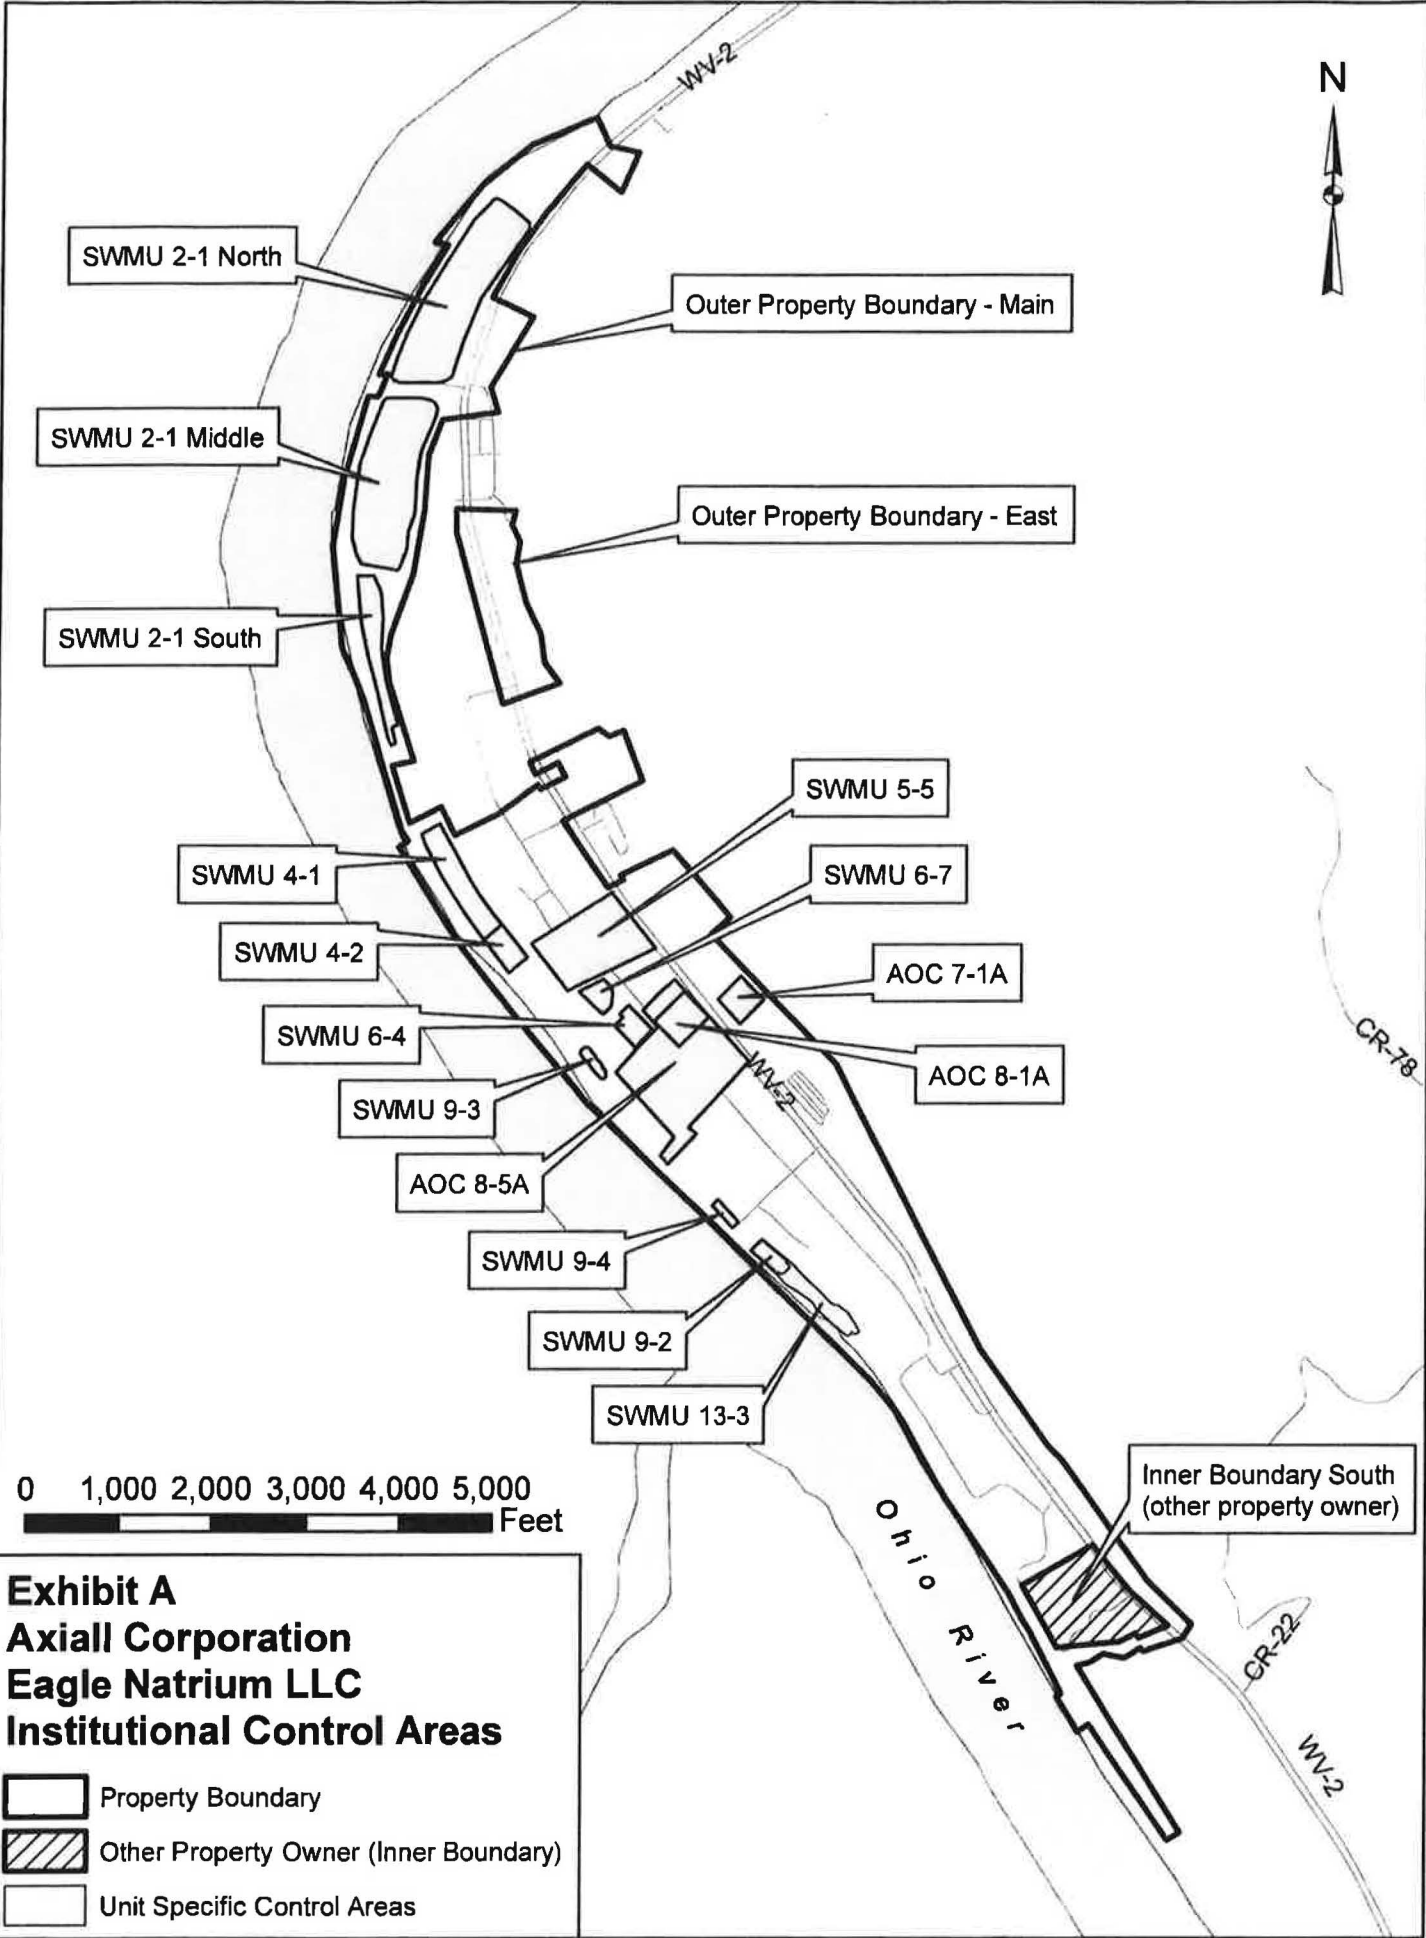 WV-2
N
SWMU 2-1 North
Outer Property Boundary - Main
SWMU 2-1 Middle
Outer Property Boundary - East
SWMU 2-1 South
SWMU 5-5
SWMU 4-1
SWMU 6-7
SWMU 4-2
AOC 7-1A
SWMU 6-4
CR-78
AOC 8-1A
WV-2
SWMU 9-3
AOC 8-5A
SWMU 9-4
SWMU 9-2
SWMU 13-3
Inner Boundary South
(other property owner)
0 1,000 2,000 3,000 4,000 5,000
Feet
Ohio River
CR-22
WV-2
Exhibit A
Axiall Corporation
Eagle Natrium LLC
Institutional Control Areas
Property Boundary
Other Property Owner (Inner Boundary)
Unit Specific Control Areas